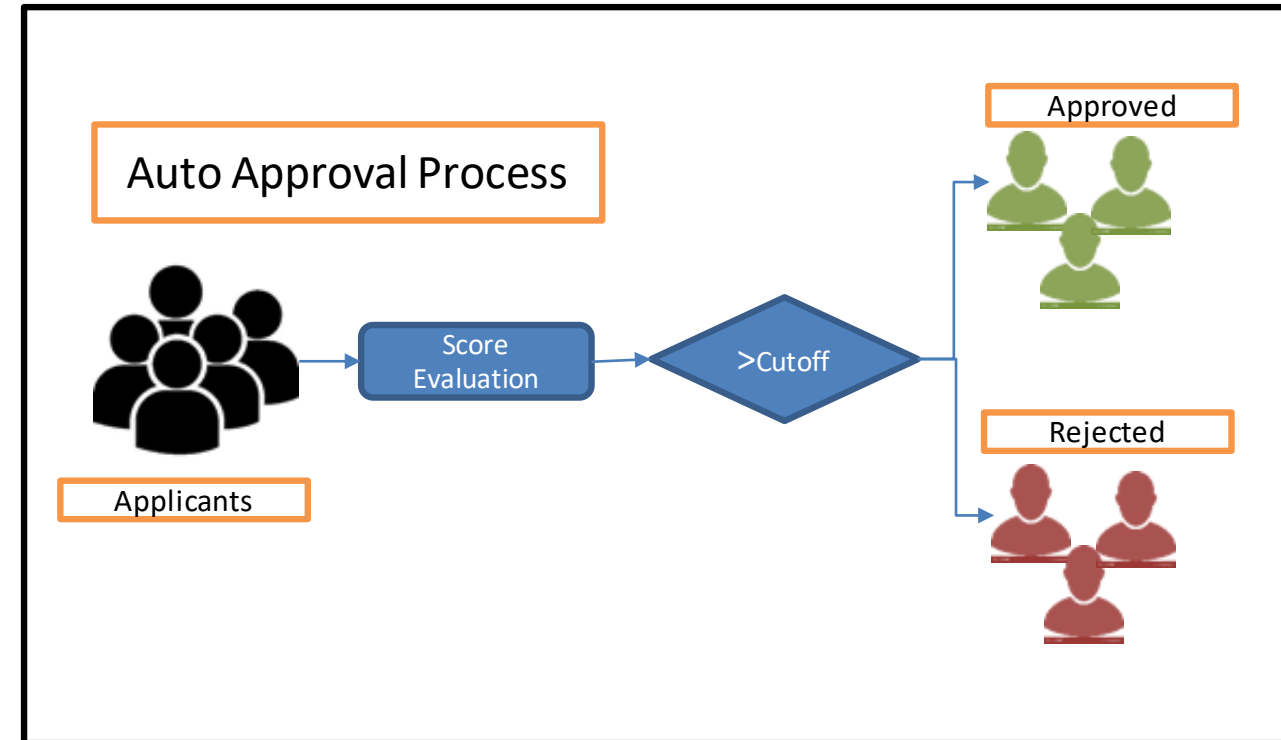 Auto Approval Process
Applicants
Score
Evaluation
>Cutoff
Approved
Rejected